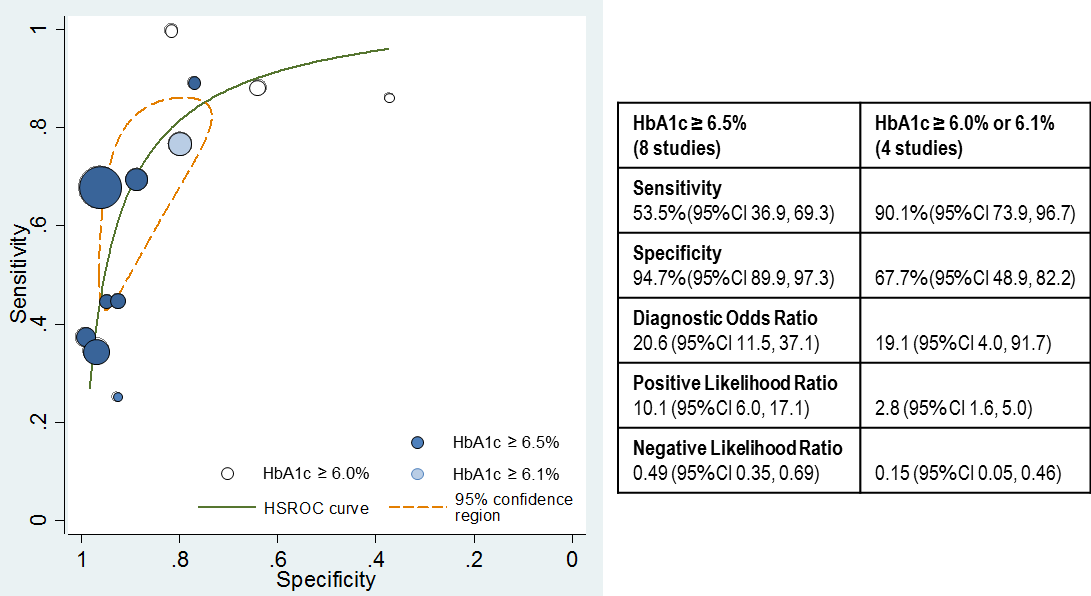 Sensitivity
1
.8
.6
.4
.2
0
HbA1c ≥ 6.5%
HbA1c ≥ 6.0%
HbA1c ≥ 6.1%
HSROC curve
95% confidence
region
1
.8
.6
.4
.2
0
Specificity
HbA1c ≥ 6.5%
(8 studies)
HbA1c ≥ 6.0% or 6.1%
(4 studies)
Sensitivity
53.5% (95%CI 36.9, 69.3)
90.1% (95%CI 73.9, 96.7)
Specificity
94.7% (95%CI 89.9, 97.3)
67.7% (95%CI 48.9, 82.2)
Diagnostic Odds Ratio
20.6 (95%CI 11.5, 37.1)
19.1 (95%CI 4.0, 91.7)
Positive Likelihood Ratio
10.1 (95%CI 6.0, 17.1)
2.8 (95%CI 1.6, 5.0)
Negative Likelihood Ratio
0.49 (95%CI 0.35, 0.69)
0.15 (95%CI 0.05, 0.46)